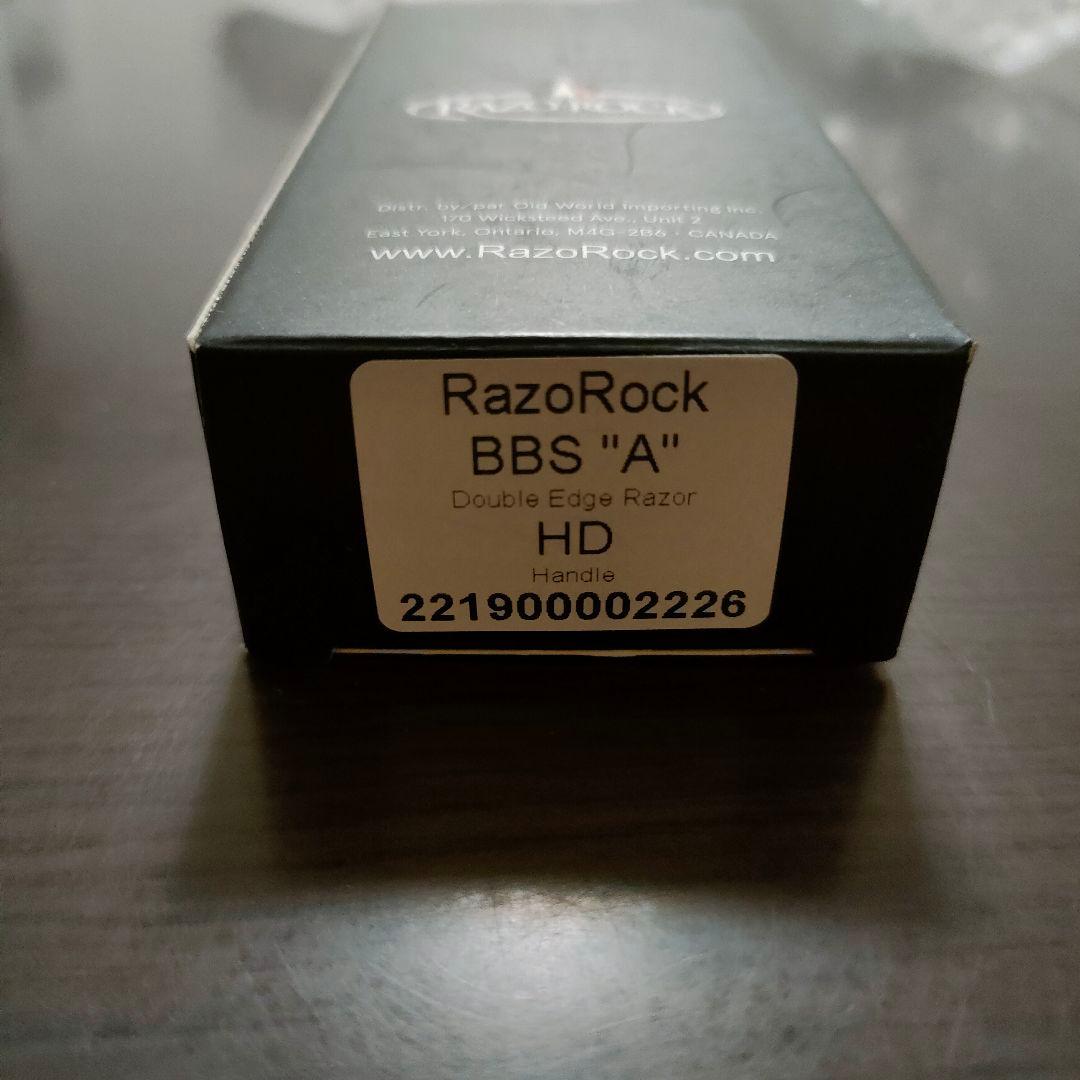 RAZOROCK
Distr. by/par Old World Importing Inc.
170 Wicksteed Ave., Unit 2
East York, Ontario, M4G-2B6 · CANADA
www.RazoRock.com
RazoRock
BBS "A"
Double Edge Razor
HD
Handle
221900002226